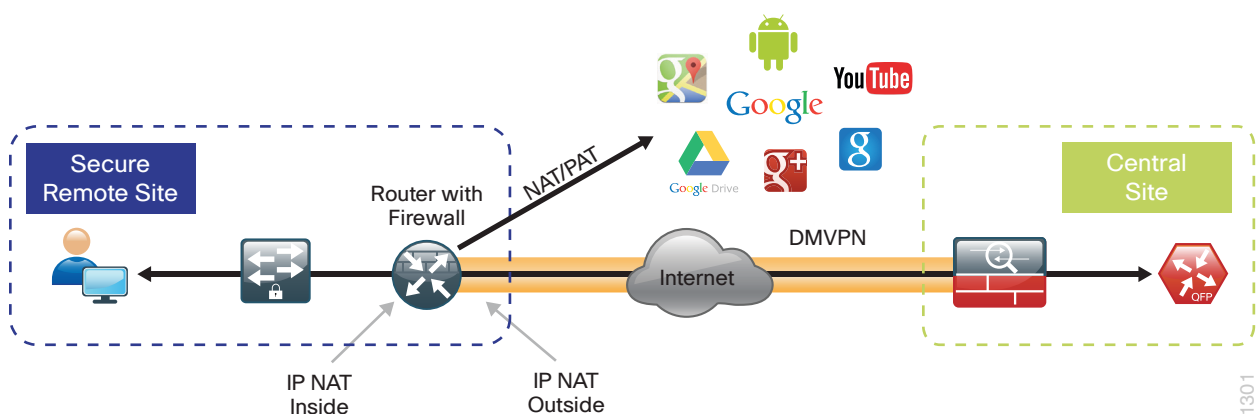 Secure
Remote Site
Router with
Firewall
NAT/PAT
g
Google
YouTube
Google Drive
g+
g
DMVPN
Internet
Central
Site
QFP
IP NAT
Inside
IP NAT
Outside
1301